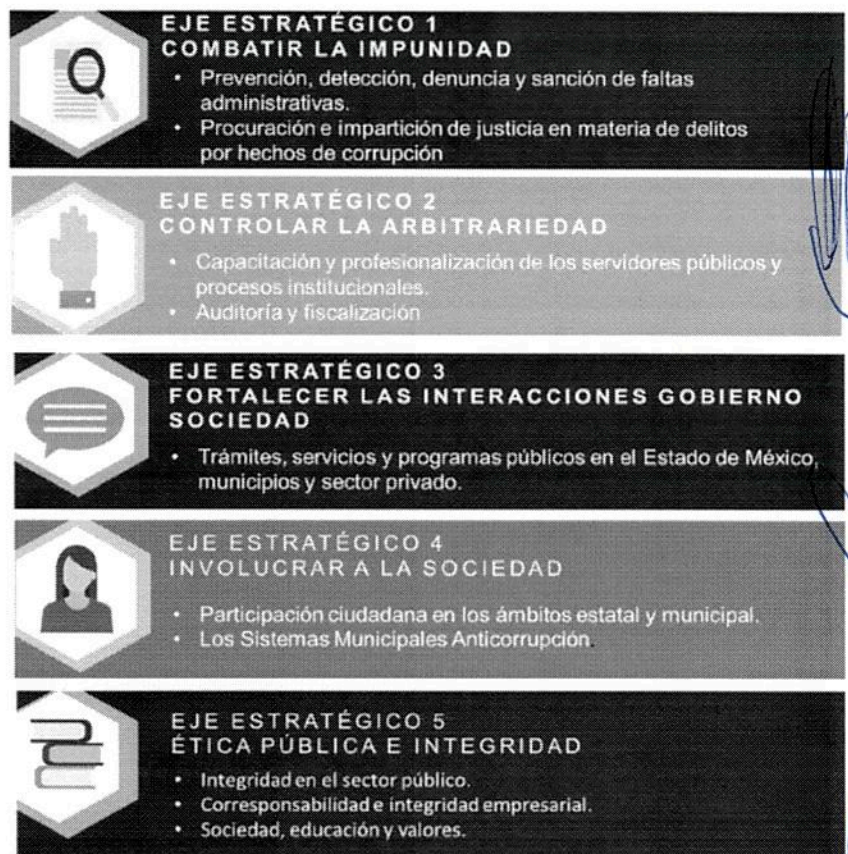 EJE ESTRATÉGICO 1
COMBATIR LA IMPUNIDAD
• Prevención, detección, denuncia y sanción de faltas
administrativas.
• Procuración e impartición de justicia en materia de delitos
por hechos de corrupción
EJE ESTRATÉGICO 2
CONTROLAR LA ARBITRARIEDAD
• Capacitación y profesionalización de los servidores públicos y
procesos institucionales.
• Auditoría y fiscalización
EJE ESTRATÉGICO 3
FORTALECER LAS INTERACCIONES GOBIERNO
SOCIEDAD
• Trámites, servicios y programas públicos en el Estado de México,
municipios y sector privado.
EJE ESTRATÉGICO 4
INVOLUCRAR A LA SOCIEDAD
• Participación ciudadana en los ámbitos estatal y municipal.
• Los Sistemas Municipales Anticorrupción.
EJE ESTRATÉGICO 5
ÉTICA PÚBLICA E INTEGRIDAD
• Integridad en el sector público.
• Corresponsabilidad e integridad empresarial.
• Sociedad, educación y valores.